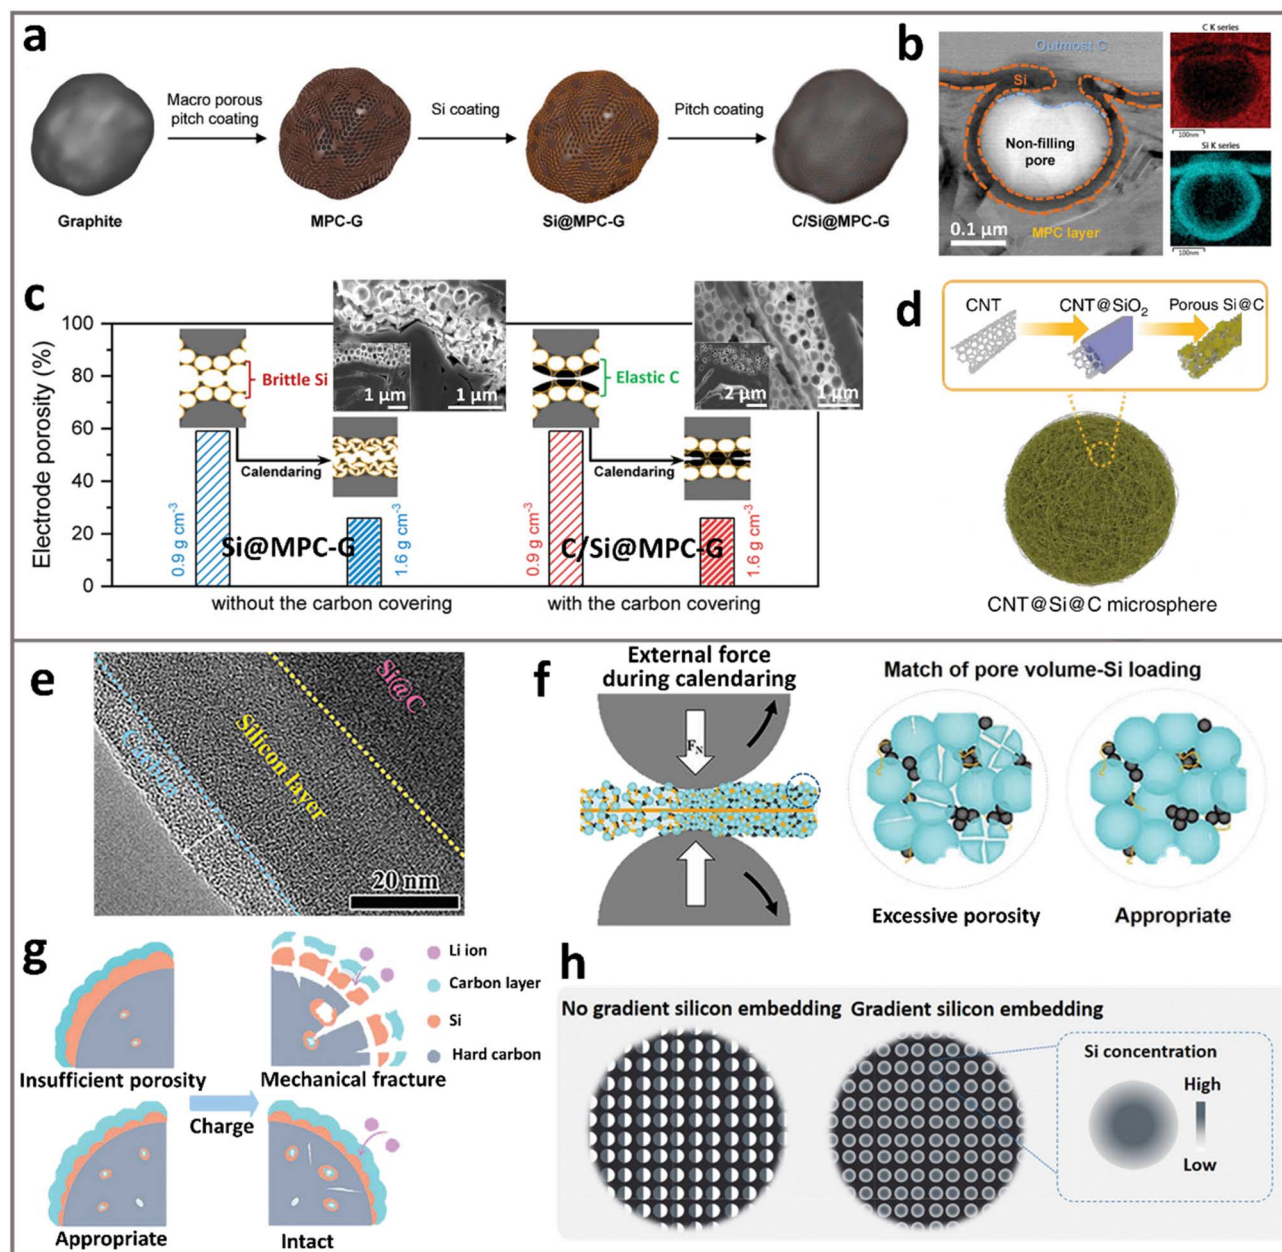 a
Macro porous
pitch coating
Si coating
Pitch coating
Graphite
MPC-G
Si@MPC-G
C/Si@MPC-G
b
Outmost C
Si
Non-filling
pore
MPC layer
0.1 μm
C K series
100nm
Si K series
100nm
c
Electrode porosity (%)
100
80
60
40
20
0
Brittle Si
1 μm
1 μm
Calendaring
0.9 g cm-3
Si@MPC-G
1.6 g cm-3
without the carbon covering
Elastic C
2 μm
1 μm
Calendaring
0.9 g cm-3
C/Si@MPC-G
1.6 g cm-3
with the carbon covering
d
CNT
CNT@SiO2
Porous Si@C
CNT@Si@C microsphere
e
Carbon
Silicon layer
Si@C
20 nm
f
External force
during calendaring
FN
Match of pore volume-Si loading
Excessive porosity
Appropriate
g
Insufficient porosity
Mechanical fracture
Charge
Appropriate
Intact
Li ion
Carbon layer
Si
Hard carbon
h
No gradient silicon embedding
Gradient silicon embedding
Si concentration
High
Low